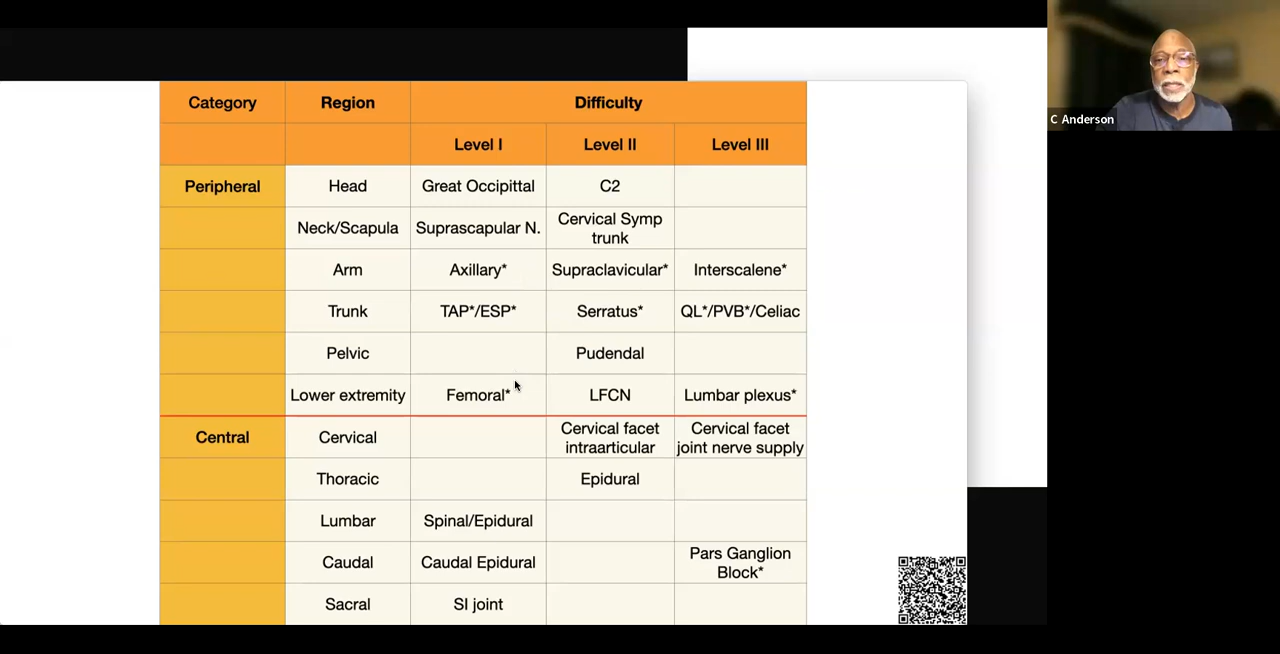 Category Region Difficulty
Level I Level II Level III
Peripheral Head Great Occipittal C2
Neck/Scapula Suprascapular N. Cervical Symp trunk
Arm Axillary* Supraclavicular* Interscalene*
Trunk TAP*/ESP* Serratus* QL*/PVB*/Celiac
Pelvic Pudendal
Lower extremity Femoral* LFCN Lumbar plexus*
Central Cervical Cervical facet intraarticular Cervical facet joint nerve supply
Thoracic Epidural
Lumbar Spinal/Epidural
Caudal Caudal Epidural Pars Ganglion Block*
Sacral SI joint
C Anderson